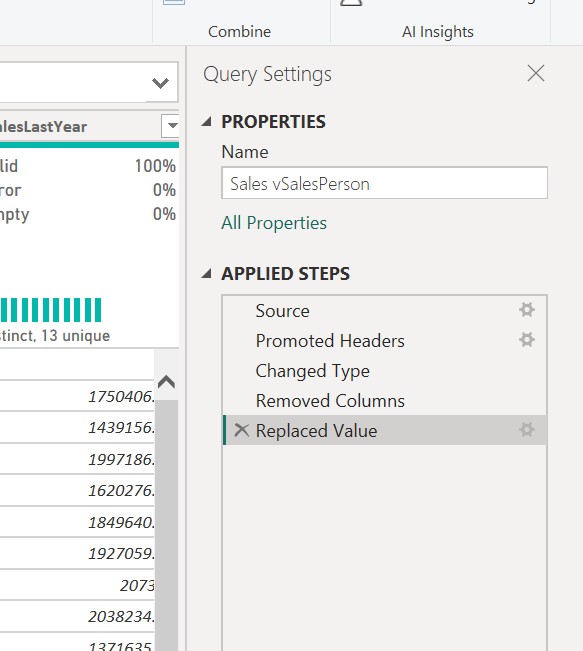 Combine
AI Insights
Query Settings
alesLastYear
PROPERTIES
Name
lid 100%
Sales vSalesPerson
ror 0%
npty 0%
All Properties
APPLIED STEPS
Source
Promoted Headers
tinct, 13 unique
Changed Type
1750406.
Removed Columns
1439156.
Replaced Value
1997186.
1620276.
1849640.
1927059.
2073
2038234.
1371635.